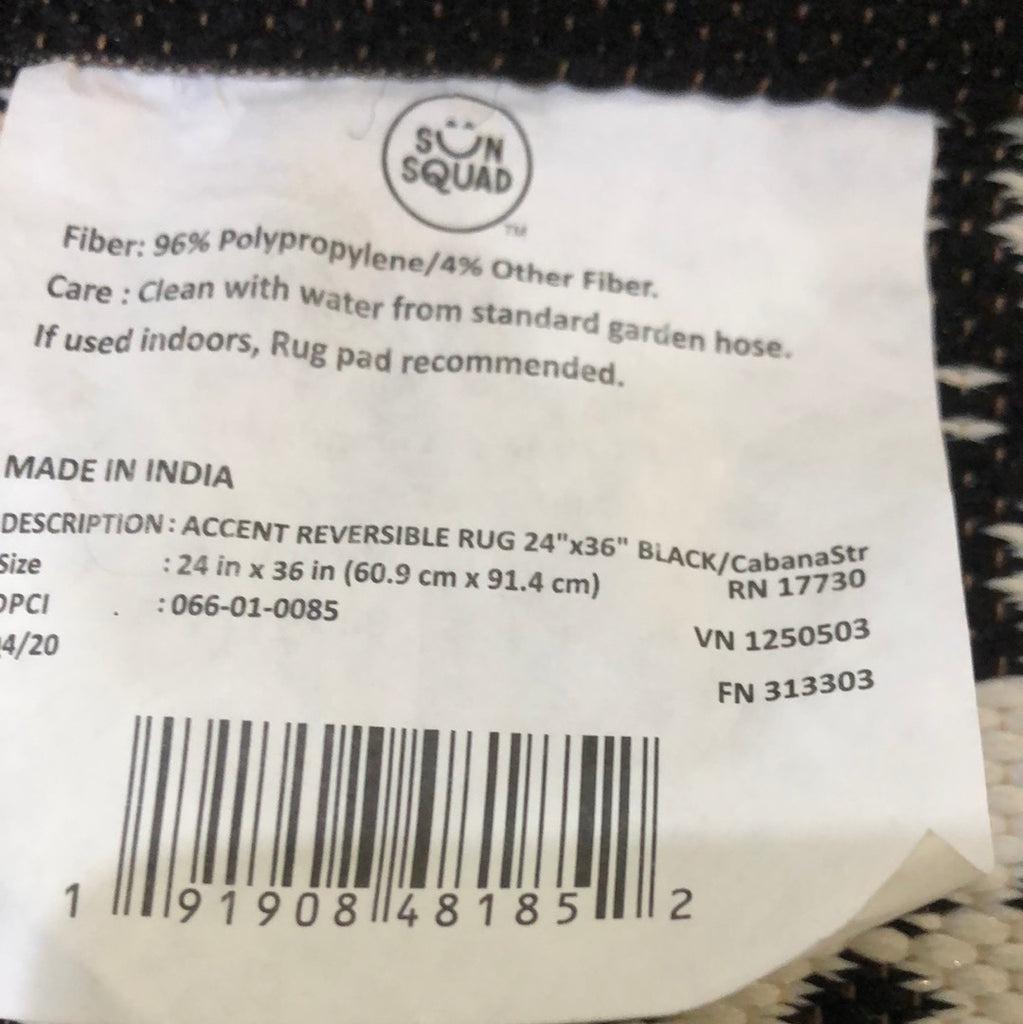 SUN
SQUAD
TM
Fiber: 96% Polypropylene/4% Other Fiber.
Care : Clean with water from standard garden hose.
If used indoors, Rug pad recommended.
MADE IN INDIA
DESCRIPTION : ACCENT REVERSIBLE RUG 24"x36" BLACK/CabanaStr
Size : 24 in x 36 in (60.9 cm x 91.4 cm)
RN 17730
DPCI : 066-01-0085
VN 1250503
4/20
FN 313303
1 91908 48185 2